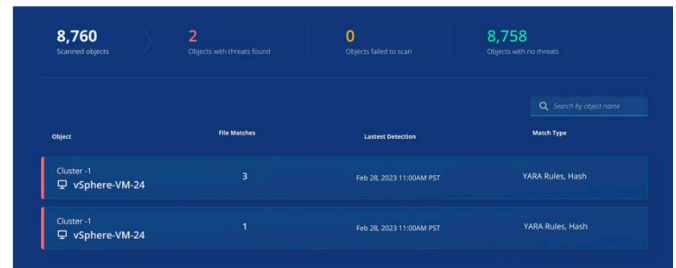 8,760
Scanned objects
2
Objects with threats found
0
Objects failed to scan
8,758
Objects with no threats
Search by object name
Object File Matches Lastest Detection Match Type
Cluster -1
vSphere-VM-24 3 Feb 28, 2023 11:00AM PST YARA Rules, Hash
Cluster -1
vSphere-VM-24 1 Feb 28, 2023 11:00AM PST YARA Rules, Hash